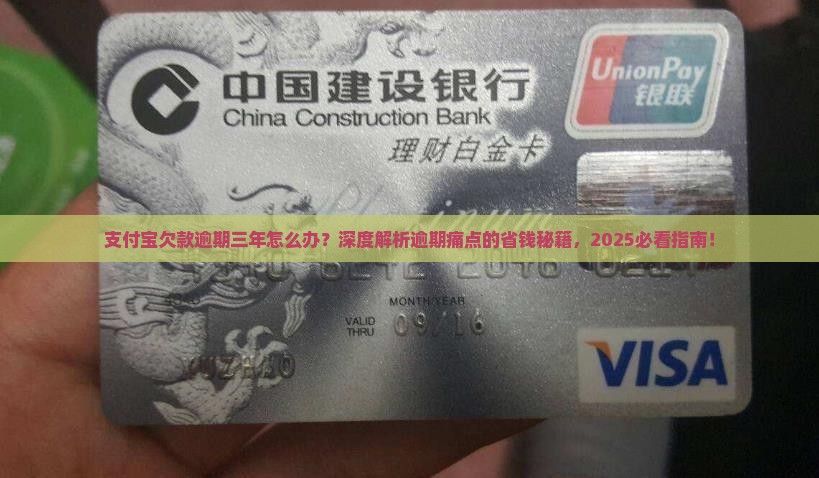 中国建设银行
China Construction Bank
理财白金卡
UnionPay
银联
支付宝欠款逾期三年怎么办？深度解析逾期痛点的省钱秘籍，2025必看指南！
MONTH/YEAR
VALID
THRU
09/16
VISA